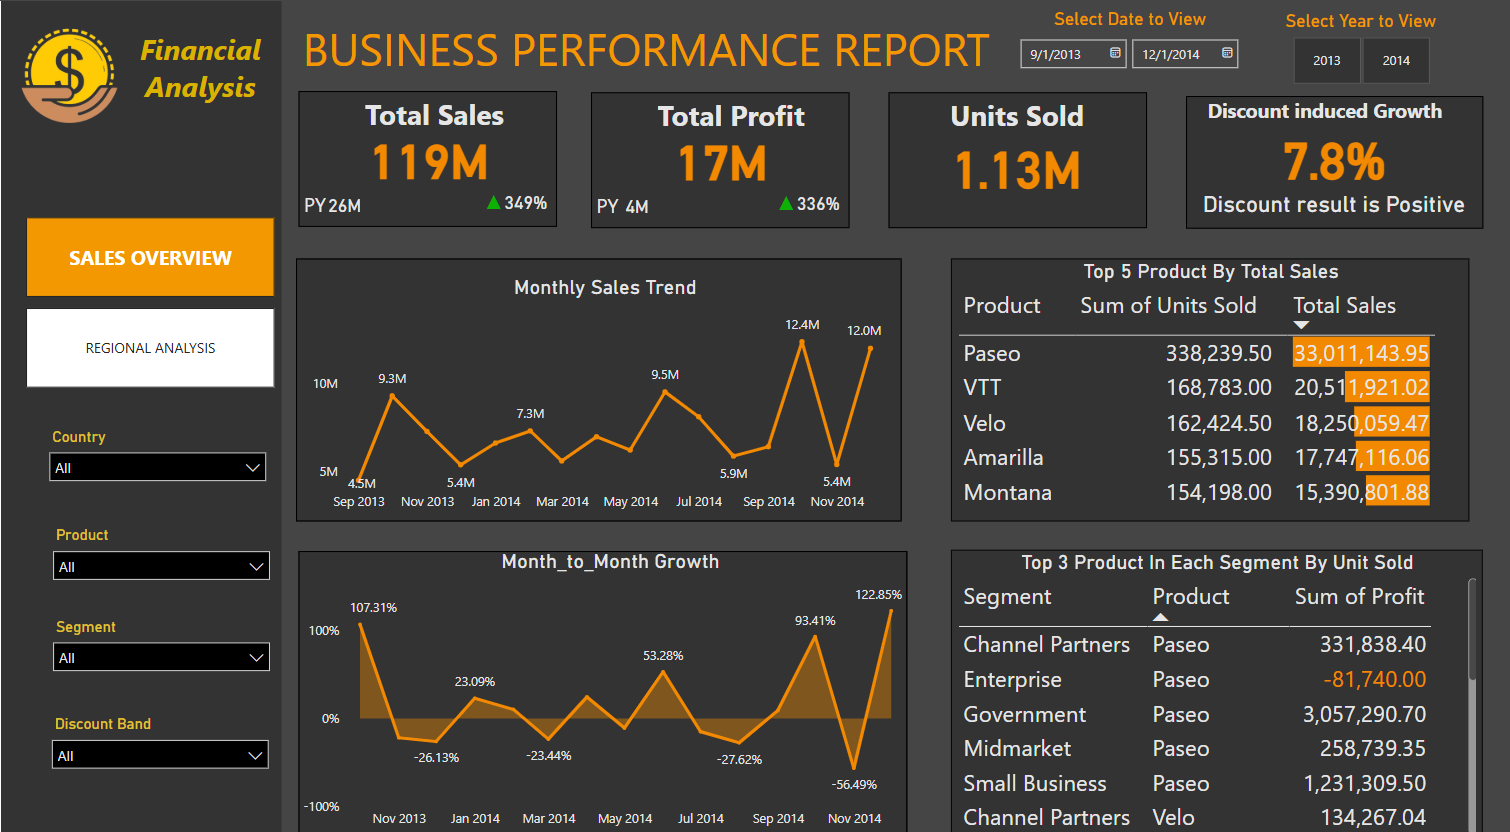 Financial
Analysis
BUSINESS PERFORMANCE REPORT
Select Date to View
9/1/2013
12/1/2014
Select Year to View
2013
2014
Total Sales
119M
PY 26M
349%
Total Profit
17M
PY 4M
336%
Units Sold
1.13M
Discount induced Growth
7.8%
Discount result is Positive
SALES OVERVIEW
REGIONAL ANALYSIS
Country
All
Product
All
Segment
All
Discount Band
All
Monthly Sales Trend
12.4M
12.0M
9.3M
9.5M
10M
7.3M
5M
4.5M
5.4M
5.9M
5.4M
Sep 2013 Nov 2013 Jan 2014 Mar 2014 May 2014 Jul 2014 Sep 2014 Nov 2014
Top 5 Product By Total Sales
Product Sum of Units Sold Total Sales
Paseo 338,239.50 33,011,143.95
VTT 168,783.00 20,511,921.02
Velo 162,424.50 18,250,059.47
Amarilla 155,315.00 17,747,116.06
Montana 154,198.00 15,390,801.88
Month_to_Month Growth
122.85%
107.31%
93.41%
100%
53.28%
23.09%
0%
-26.13%
-23.44%
-27.62%
-56.49%
-100%
Nov 2013 Jan 2014 Mar 2014 May 2014 Jul 2014 Sep 2014 Nov 2014
Top 3 Product In Each Segment By Unit Sold
Segment Product Sum of Profit
Channel Partners Paseo 331,838.40
Enterprise Paseo -81,740.00
Government Paseo 3,057,290.70
Midmarket Paseo 258,739.35
Small Business Paseo 1,231,309.50
Channel Partners Velo 134,267.04